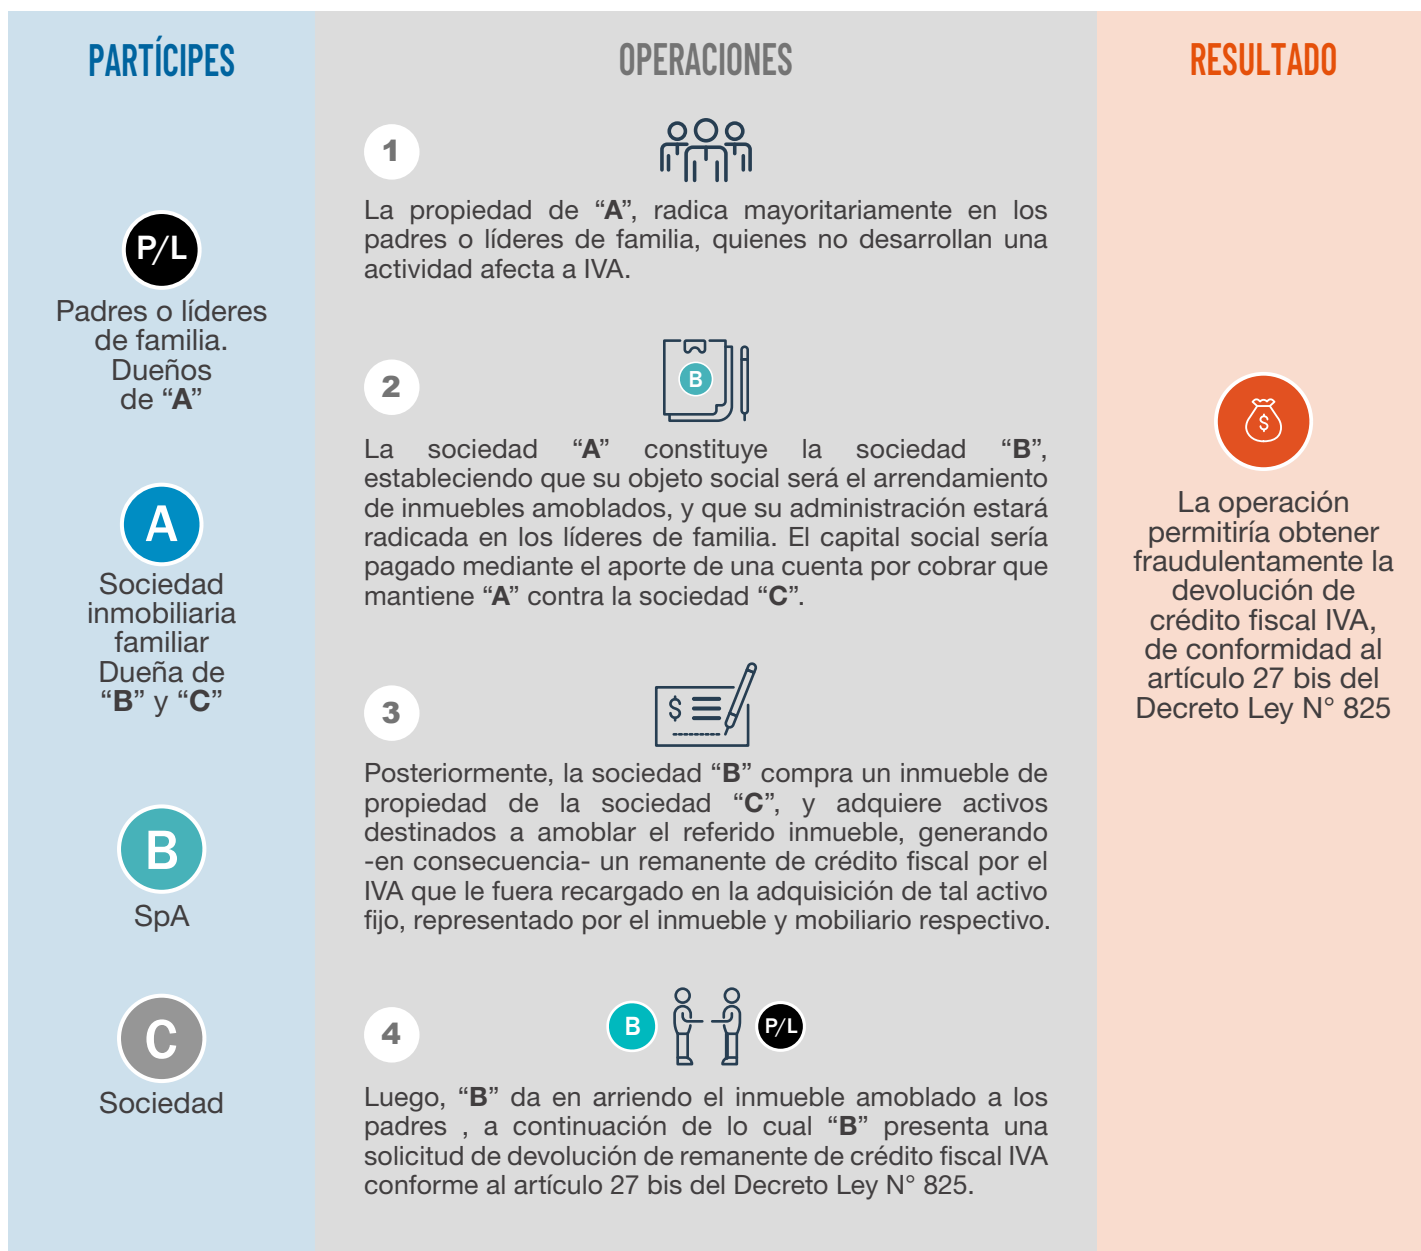 PARTÍCIPES
P/L
Padres o líderes
de familia.
Dueños
de “A”
A
Sociedad
inmobiliaria
familiar
Dueña de
“B” y “C”
B
SpA
C
Sociedad
OPERACIONES
1
La propiedad de “A”, radica mayoritariamente en los
padres o líderes de familia, quienes no desarrollan una
actividad afecta a IVA.
2
B
La sociedad “A” constituye la sociedad “B”,
estableciendo que su objeto social será el arrendamiento
de inmuebles amoblados, y que su administración estará
radicada en los líderes de familia. El capital social sería
pagado mediante el aporte de una cuenta por cobrar que
mantiene “A” contra la sociedad “C”.
3
$
Posteriormente, la sociedad “B” compra un inmueble de
propiedad de la sociedad “C”, y adquiere activos
destinados a amoblar el referido inmueble, generando
-en consecuencia- un remanente de crédito fiscal por el
IVA que le fuera recargado en la adquisición de tal activo
fijo, representado por el inmueble y mobiliario respectivo.
4
B
P/L
Luego, “B” da en arriendo el inmueble amoblado a los
padres , a continuación de lo cual “B” presenta una
solicitud de devolución de remanente de crédito fiscal IVA
conforme al artículo 27 bis del Decreto Ley N° 825.
RESULTADO
$
La operación
permitiría obtener
fraudulentamente la
devolución de
crédito fiscal IVA,
de conformidad al
artículo 27 bis del
Decreto Ley N° 825